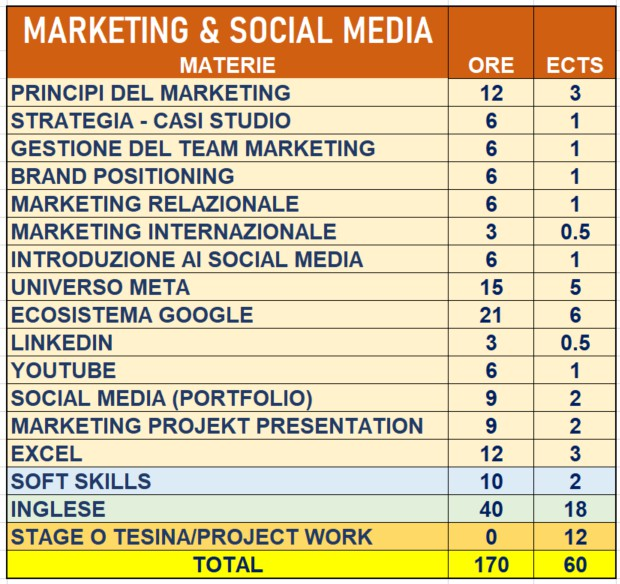 MARKETING & SOCIAL MEDIA
MATERIE ORE ECTS
PRINCIPI DEL MARKETING 12 3
STRATEGIA - CASI STUDIO 6 1
GESTIONE DEL TEAM MARKETING 6 1
BRAND POSITIONING 6 1
MARKETING RELAZIONALE 6 1
MARKETING INTERNAZIONALE 3 0.5
INTRODUZIONE AI SOCIAL MEDIA 6 1
UNIVERSO META 15 5
ECOSISTEMA GOOGLE 21 6
LINKEDIN 3 0.5
YOUTUBE 6 1
SOCIAL MEDIA (PORTFOLIO) 9 2
MARKETING PROJEKT PRESENTATION 9 2
EXCEL 12 3
SOFT SKILLS 10 2
INGLESE 40 18
STAGE O TESINA/PROJECT WORK 0 12
TOTAL 170 60